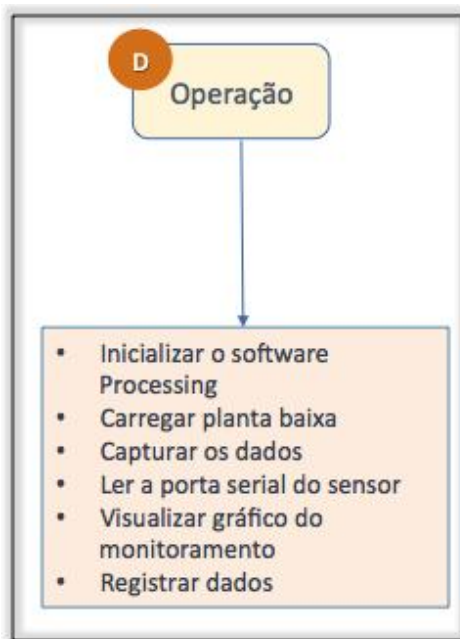 D
Operação
• Inicializar o software
Processing
• Carregar planta baixa
• Capturar os dados
• Ler a porta serial do sensor
• Visualizar gráfico do
monitoramento
• Registrar dados